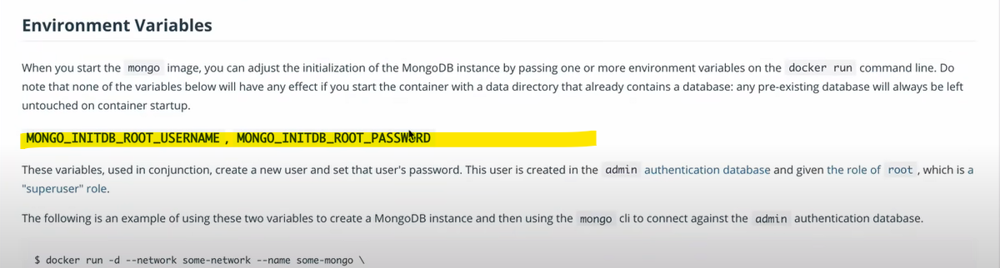 Environment Variables
When you start the mongo image, you can adjust the initialization of the MongoDB instance by passing one or more environment variables on the docker run command line. Do
note that none of the variables below will have any effect if you start the container with a data directory that already contains a database: any pre-existing database will always be left
untouched on container startup.
MONGO_INITDB_ROOT_USERNAME , MONGO_INITDB_ROOT_PASSWORD
These variables, used in conjunction, create a new user and set that user's password. This user is created in the admin authentication database and given the role of root , which is a
"superuser" role.
The following is an example of using these two variables to create a MongoDB instance and then using the mongo cli to connect against the admin authentication database.
$ docker run -d --network some-network --name some-mongo \